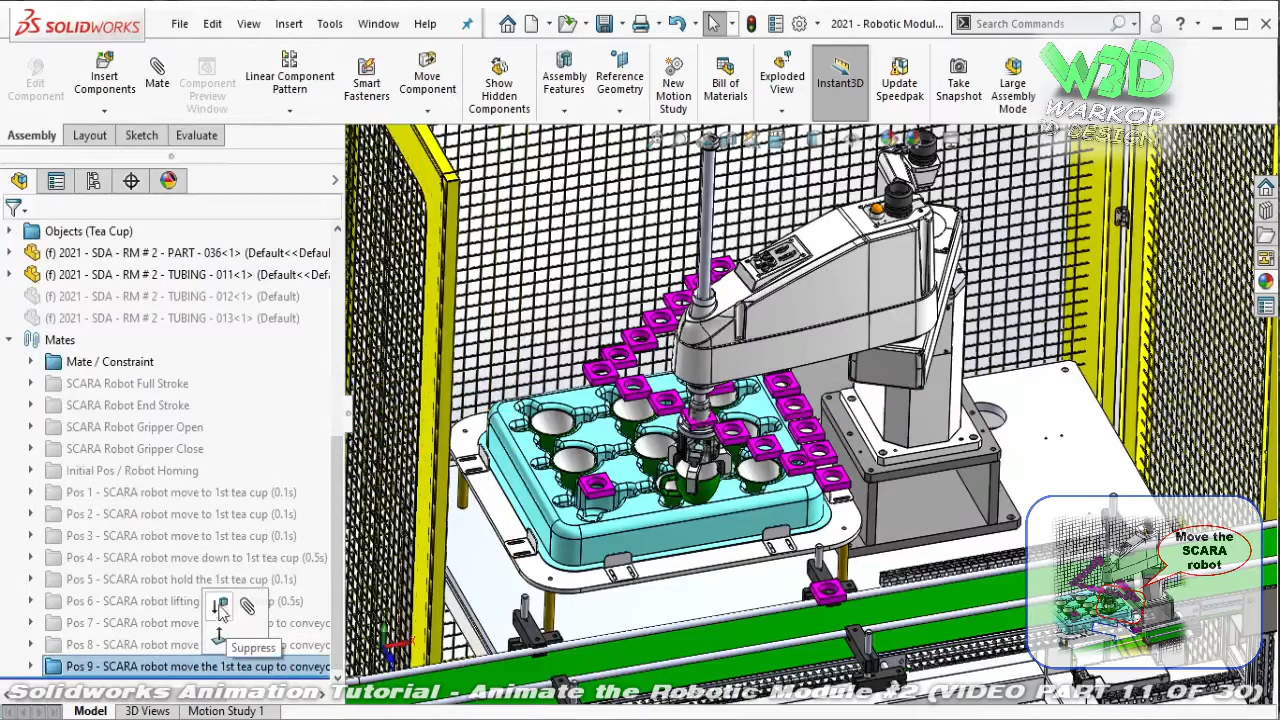 SOLIDWORKS
File Edit View Insert Tools Window Help
2021 - Robotic Modul...
Search Commands
Edit Component
Insert Components
Mate
Component Preview Window
Linear Component Pattern
Smart Fasteners
Move Component
Show Hidden Components
Assembly Features
Reference Geometry
New Motion Study
Bill of Materials
Exploded View
Instant3D
Update Speedpak
Take Snapshot
Large Assembly Mode
W3D
WARKOP 3D DESIGN
Assembly Layout Sketch Evaluate
Objects (Tea Cup)
(f) 2021 - SDA - RM # 2 - PART - 036<1> (Default<<Defaul
(f) 2021 - SDA - RM # 2 - TUBING - 011<1> (Default<<De
(f) 2021 - SDA - RM # 2 - TUBING - 012<1> (Default)
(f) 2021 - SDA - RM # 2 - TUBING - 013<1> (Default)
Mates
Mate / Constraint
SCARA Robot Full Stroke
SCARA Robot End Stroke
SCARA Robot Gripper Open
SCARA Robot Gripper Close
Initial Pos / Robot Homing
Pos 1 - SCARA robot move to 1st tea cup (0.1s)
Pos 2 - SCARA robot move to 1st tea cup (0.1s)
Pos 3 - SCARA robot move to 1st tea cup (0.1s)
Pos 4 - SCARA robot move down to 1st tea cup (0.5s)
Pos 5 - SCARA robot hold the 1st tea cup (0.1s)
Pos 6 - SCARA robot lifting p (0.5s)
Pos 7 - SCARA robot move conveyc
Pos 8 - SCARA robot move conveyc
Suppress
Pos 9 - SCARA robot move the 1st tea cup to conveyc
Move the
SCARA
robot
Solidworks Animation Tutorial - Animate the Robotic Module #2 (VIDEO PART 11 OF 30)
Model 3D Views Motion Study 1